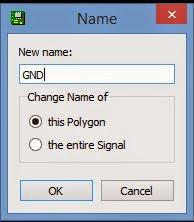 Name
New name:
GND
Change Name of
this Polygon
the entire Signal
OK
Cancel